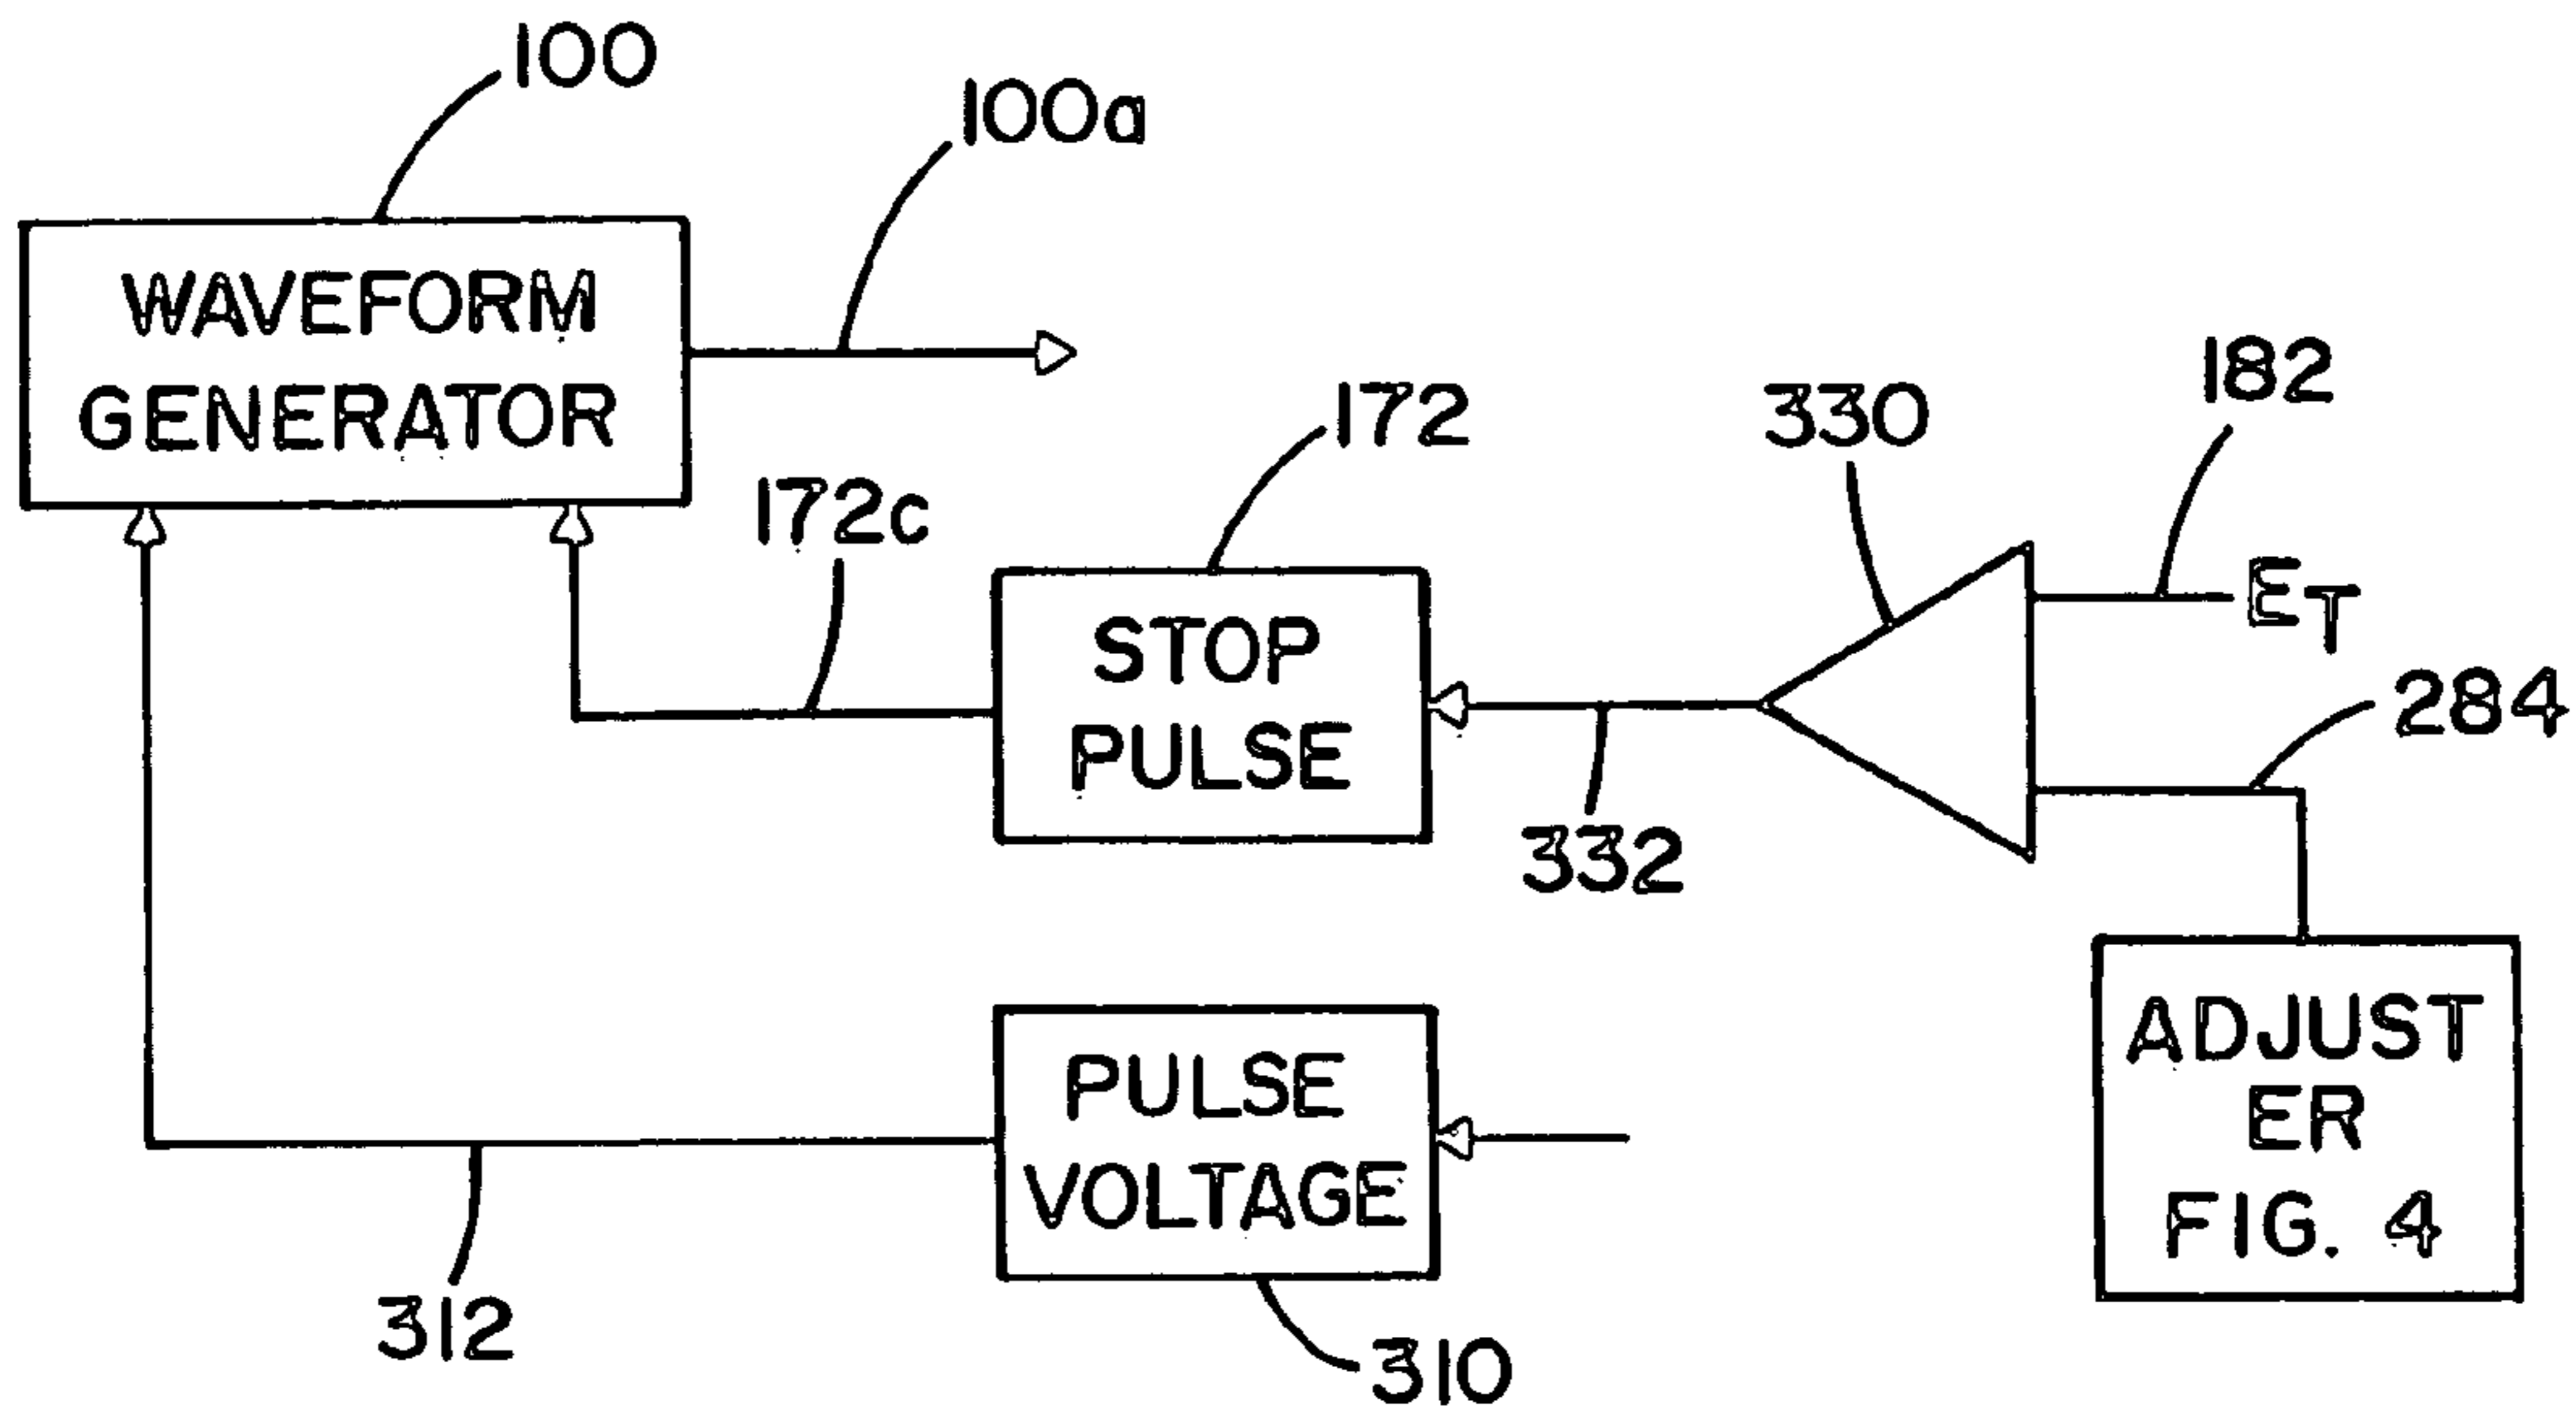 100
100a
WAVEFORM
GENERATOR
172
330
182
172c
STOP
PULSE
ET
284
332
PULSE
VOLTAGE
ADJUST
ER
FIG. 4
312
310